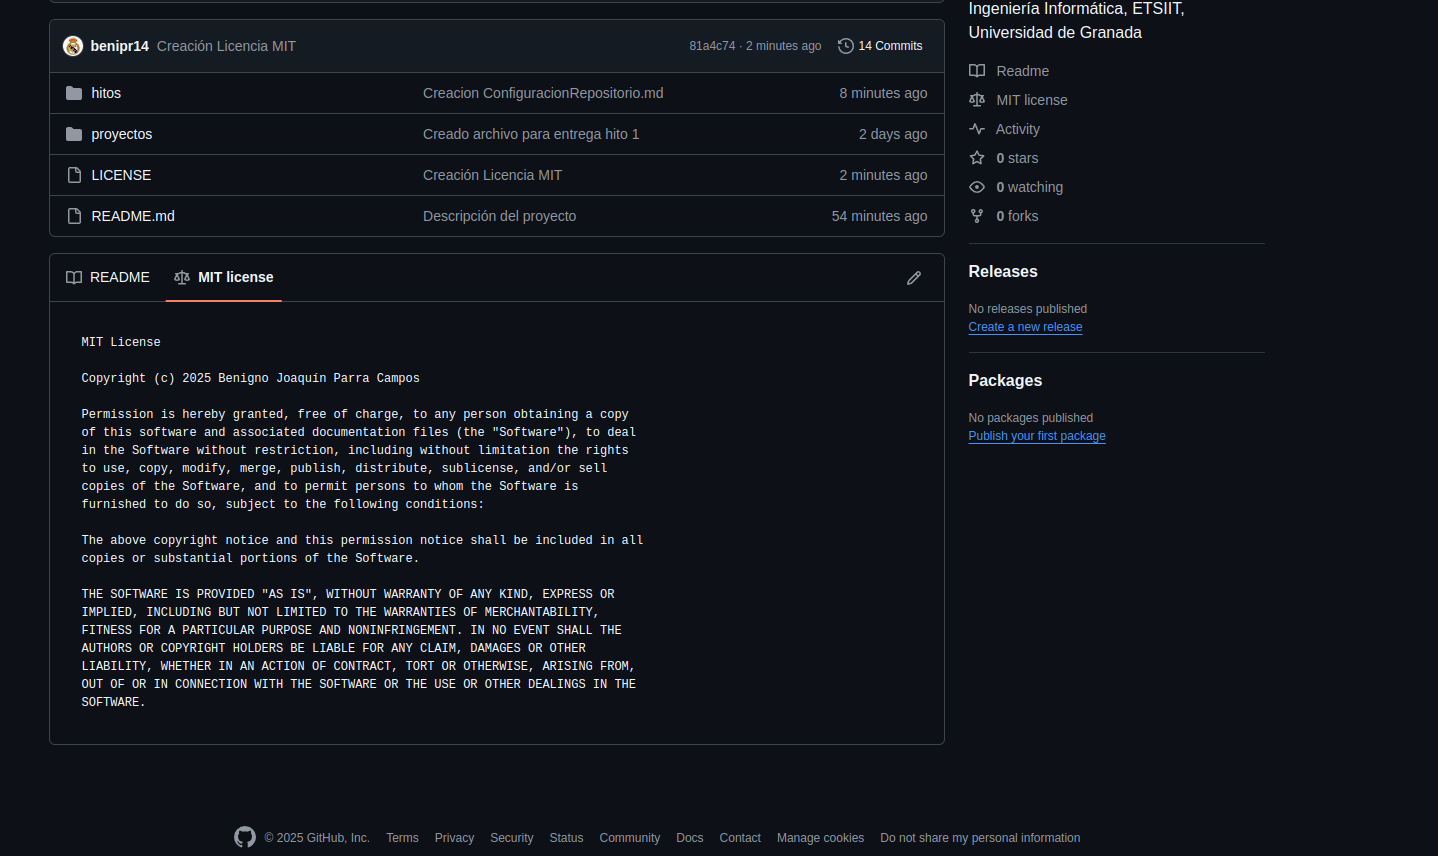 Ingeniería Informática, ETSIIT,
Universidad de Granada
benipr14 Creación Licencia MIT 81a4c74 · 2 minutes ago 14 Commits
hitos Creacion ConfiguracionRepositorio.md 8 minutes ago
proyectos Creado archivo para entrega hito 1 2 days ago
LICENSE Creación Licencia MIT 2 minutes ago
README.md Descripción del proyecto 54 minutes ago
README MIT license
MIT License
Copyright (c) 2025 Benigno Joaquín Parra Campos
Permission is hereby granted, free of charge, to any person obtaining a copy
of this software and associated documentation files (the "Software"), to deal
in the Software without restriction, including without limitation the rights
to use, copy, modify, merge, publish, distribute, sublicense, and/or sell
copies of the Software, and to permit persons to whom the Software is
furnished to do so, subject to the following conditions:
The above copyright notice and this permission notice shall be included in all
copies or substantial portions of the Software.
THE SOFTWARE IS PROVIDED "AS IS", WITHOUT WARRANTY OF ANY KIND, EXPRESS OR
IMPLIED, INCLUDING BUT NOT LIMITED TO THE WARRANTIES OF MERCHANTABILITY,
FITNESS FOR A PARTICULAR PURPOSE AND NONINFRINGEMENT. IN NO EVENT SHALL THE
AUTHORS OR COPYRIGHT HOLDERS BE LIABLE FOR ANY CLAIM, DAMAGES OR OTHER
LIABILITY, WHETHER IN AN ACTION OF CONTRACT, TORT OR OTHERWISE, ARISING FROM,
OUT OF OR IN CONNECTION WITH THE SOFTWARE OR THE USE OR OTHER DEALINGS IN THE
SOFTWARE.
Readme
MIT license
Activity
0 stars
0 watching
0 forks
Releases
No releases published
Create a new release
Packages
No packages published
Publish your first package
© 2025 GitHub, Inc. Terms Privacy Security Status Community Docs Contact Manage cookies Do not share my personal information